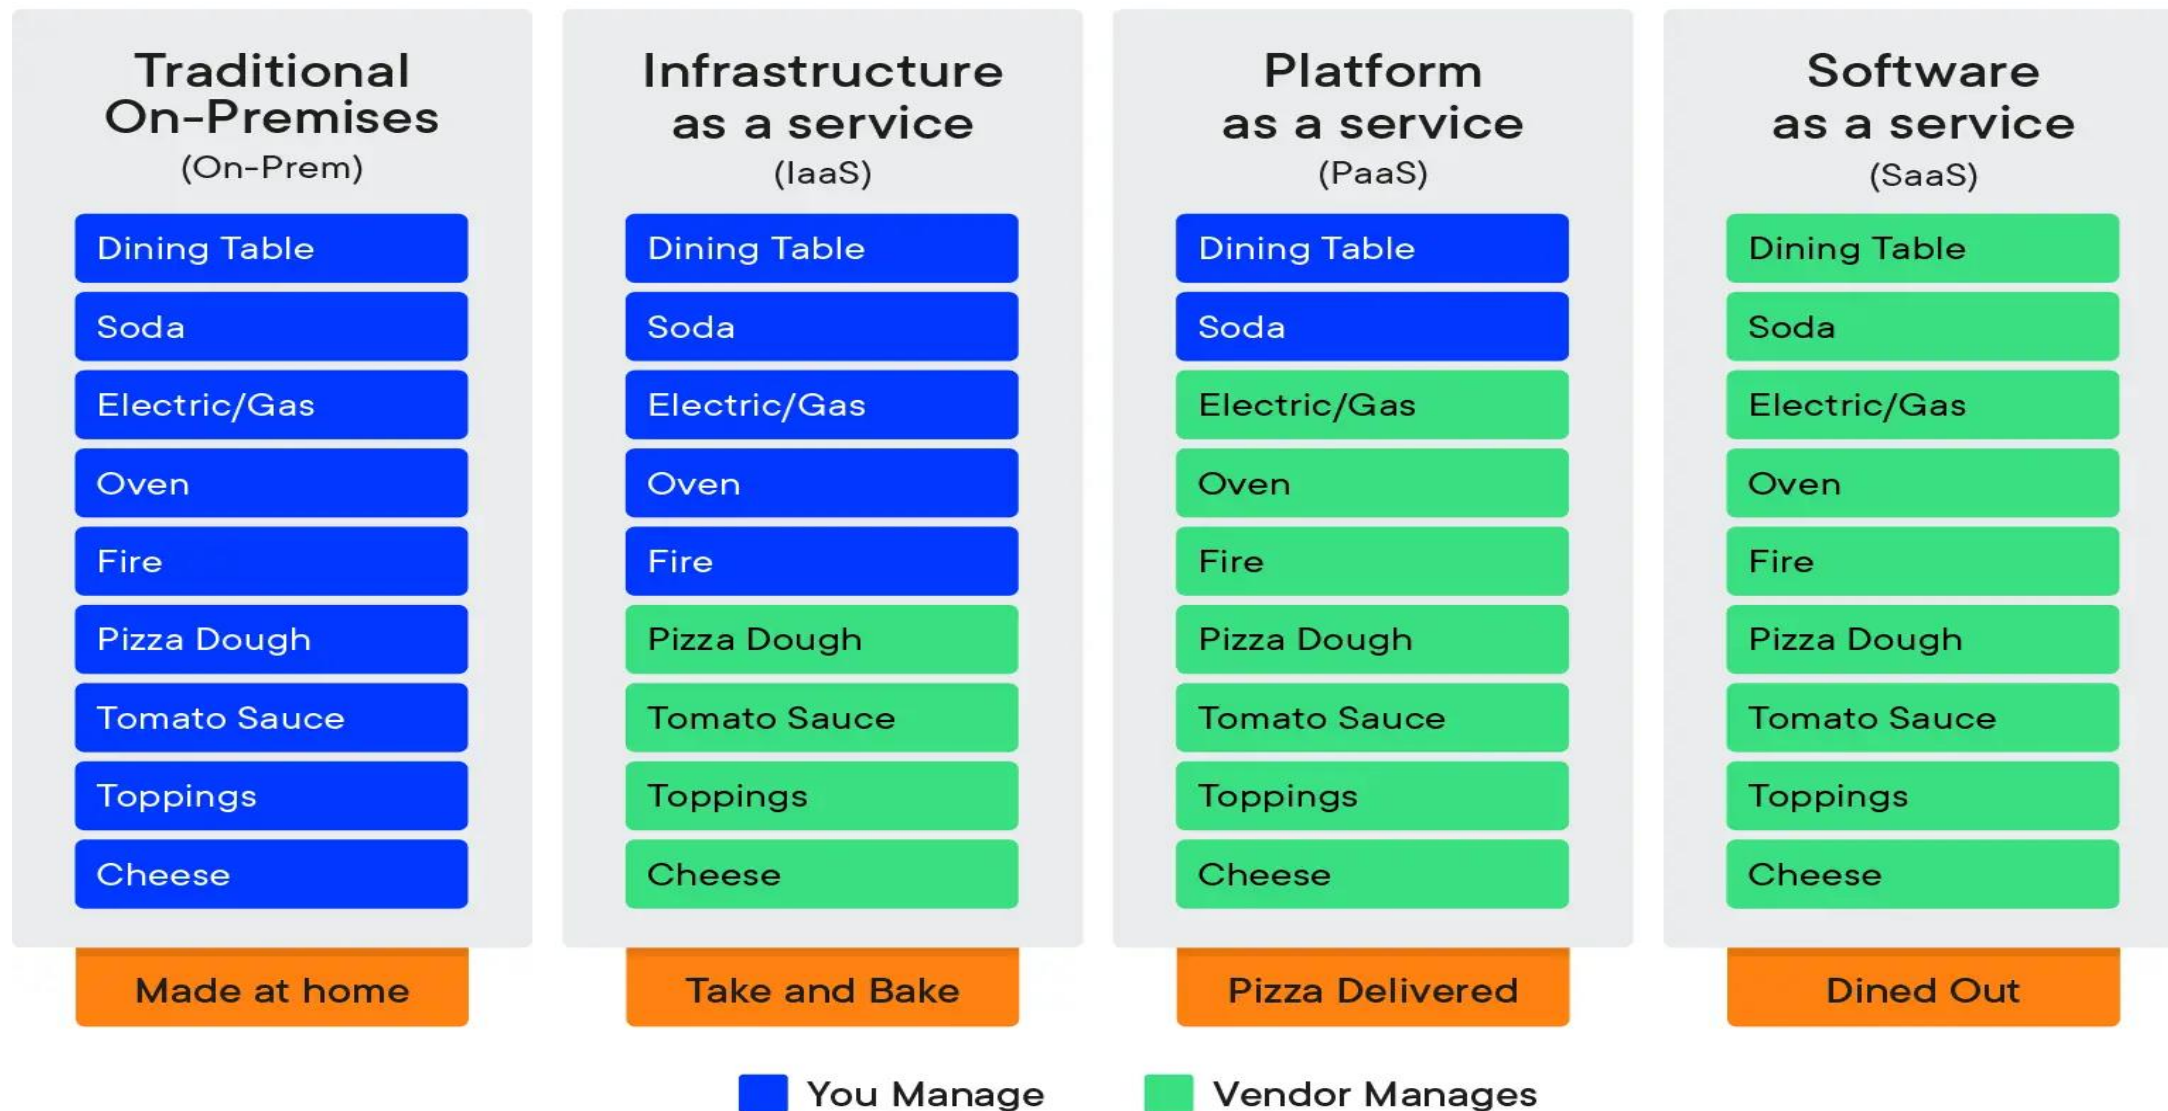 Traditional
On-Premises
(On-Prem)
Dining Table
Soda
Electric/Gas
Oven
Fire
Pizza Dough
Tomato Sauce
Toppings
Cheese
Made at home
Infrastructure
as a service
(IaaS)
Dining Table
Soda
Electric/Gas
Oven
Fire
Pizza Dough
Tomato Sauce
Toppings
Cheese
Take and Bake
Platform
as a service
(PaaS)
Dining Table
Soda
Electric/Gas
Oven
Fire
Pizza Dough
Tomato Sauce
Toppings
Cheese
Pizza Delivered
Software
as a service
(SaaS)
Dining Table
Soda
Electric/Gas
Oven
Fire
Pizza Dough
Tomato Sauce
Toppings
Cheese
Dined Out
You Manage
Vendor Manages